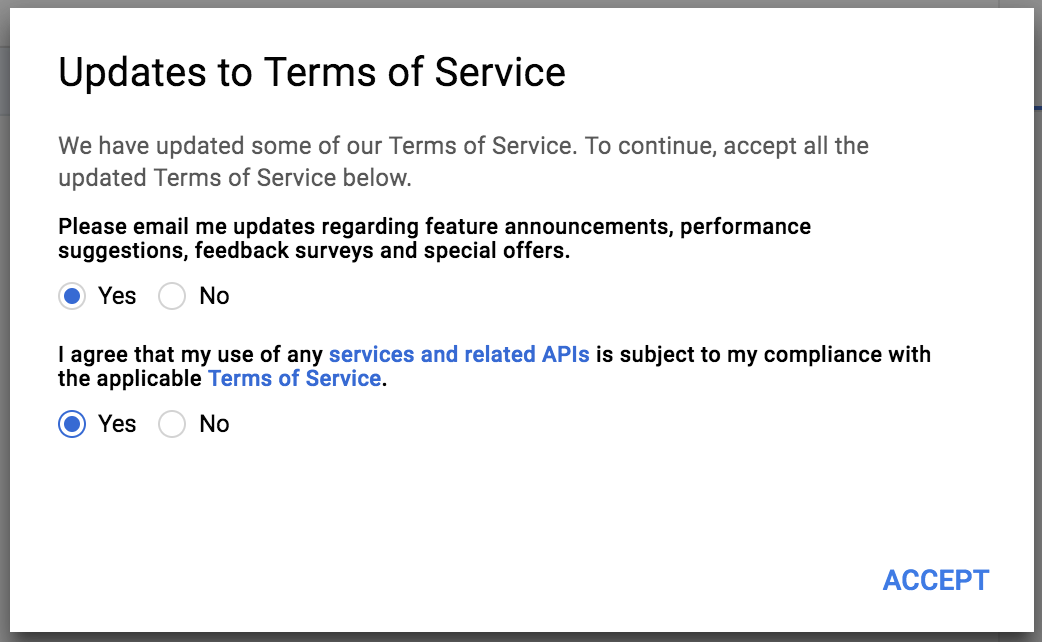 Updates to Terms of Service
We have updated some of our Terms of Service. To continue, accept all the
updated Terms of Service below.
Please email me updates regarding feature announcements, performance
suggestions, feedback surveys and special offers.
Yes No
I agree that my use of any services and related APIs is subject to my compliance with
the applicable Terms of Service.
Yes No
ACCEPT